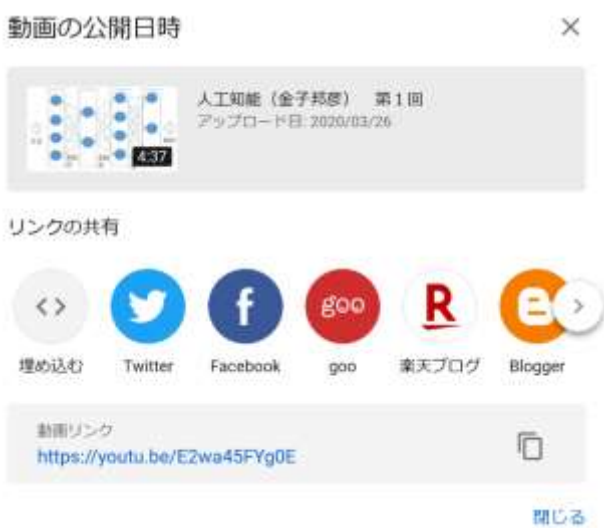 動画の公開日時
人工知能（金子邦彦） 第1回
アップロード日: 2020/03/26
4:37
リンクの共有
goo
R
埋め込む
Twitter
Facebook
goo
楽天ブログ
Blogger
動画リンク
https://youtu.be/E2wa45FYg0E
閉じる